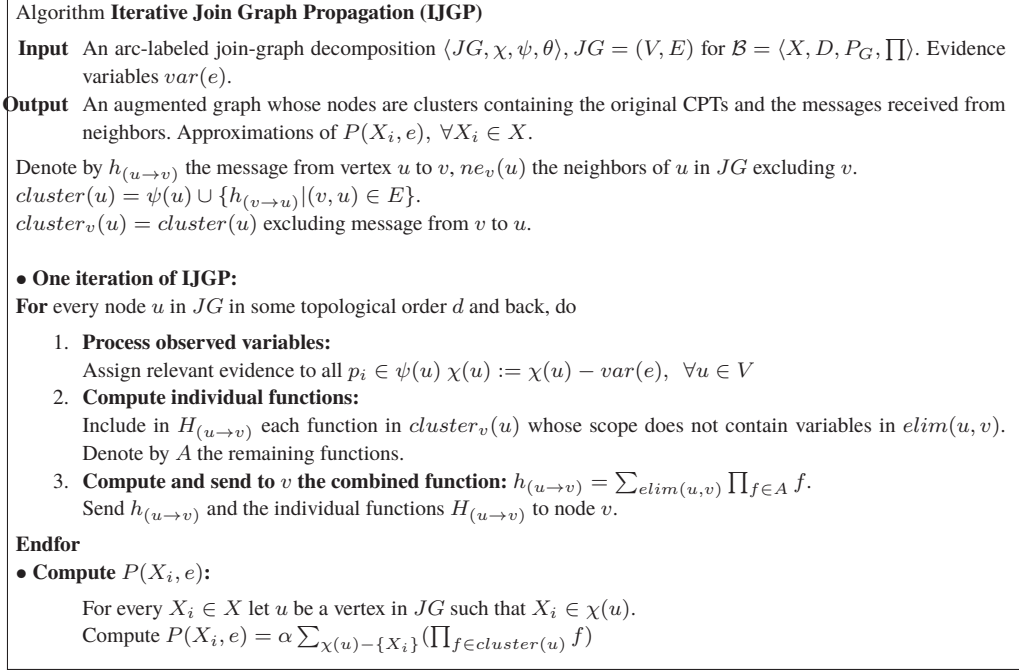 Algorithm Iterative Join Graph Propagation (IJGP)
Input An arc-labeled join-graph decomposition ⟨JG, χ, ψ, θ⟩, JG = (V, E) for ℬ = ⟨X, D, P_G, ∏⟩. Evidence
variables var(e).
Output An augmented graph whose nodes are clusters containing the original CPTs and the messages received from
neighbors. Approximations of P(X_i, e), ∀X_i ∈ X.
Denote by h_(u→v) the message from vertex u to v, ne_v(u) the neighbors of u in JG excluding v.
cluster(u) = ψ(u) ∪ {h_(v→u)|(v, u) ∈ E}.
cluster_v(u) = cluster(u) excluding message from v to u.
• One iteration of IJGP:
For every node u in JG in some topological order d and back, do
1. Process observed variables:
Assign relevant evidence to all p_i ∈ ψ(u) χ(u) := χ(u) − var(e), ∀u ∈ V
2. Compute individual functions:
Include in H_(u→v) each function in cluster_v(u) whose scope does not contain variables in elim(u, v).
Denote by A the remaining functions.
3. Compute and send to v the combined function: h_(u→v) = ∑_elim(u,v) ∏_f∈A f.
Send h_(u→v) and the individual functions H_(u→v) to node v.
Endfor
• Compute P(X_i, e):
For every X_i ∈ X let u be a vertex in JG such that X_i ∈ χ(u).
Compute P(X_i, e) = α ∑_χ(u)−{X_i} (∏_f∈cluster(u) f)